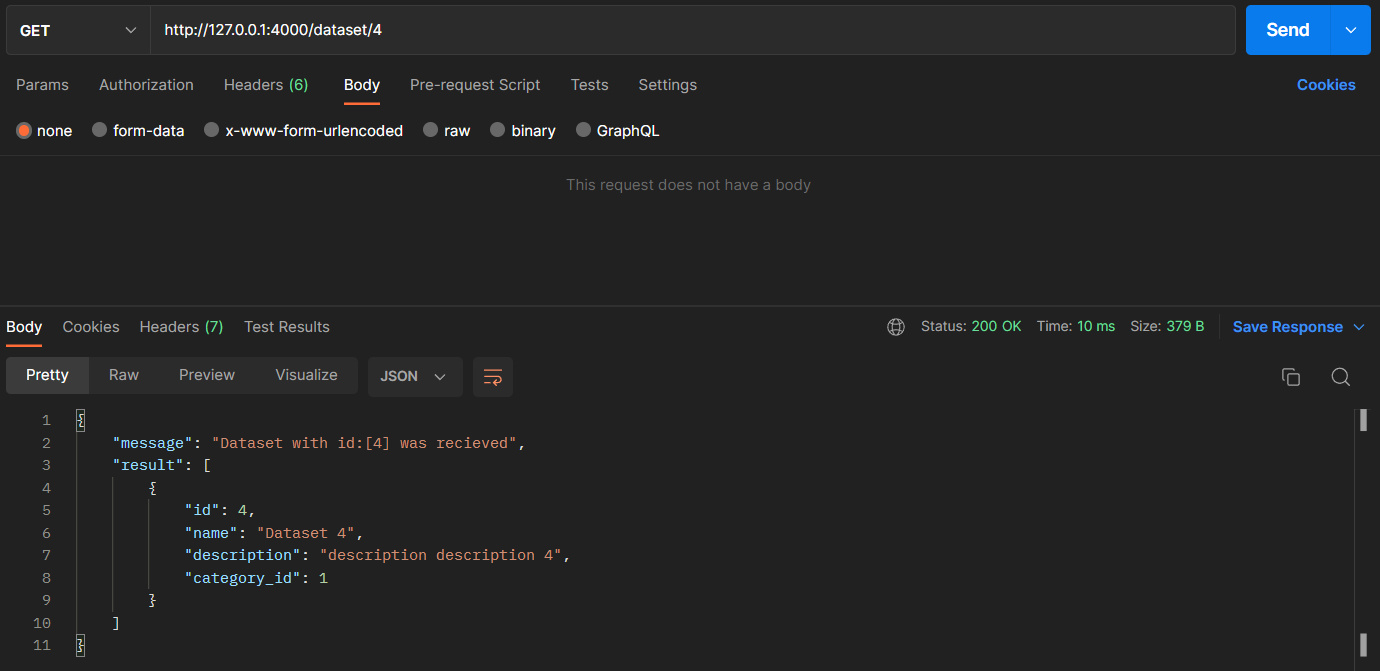 GET http://127.0.0.1:4000/dataset/4 Send
Params Authorization Headers (6) Body Pre-request Script Tests Settings Cookies
none form-data x-www-form-urlencoded raw binary GraphQL
This request does not have a body
Body Cookies Headers (7) Test Results Status: 200 OK Time: 10 ms Size: 379 B Save Response
Pretty Raw Preview Visualize JSON
1 {
2 "message": "Dataset with id:[4] was recieved",
3 "result": [
4 {
5 "id": 4,
6 "name": "Dataset 4",
7 "description": "description description 4",
8 "category_id": 1
9 }
10 ]
11 }